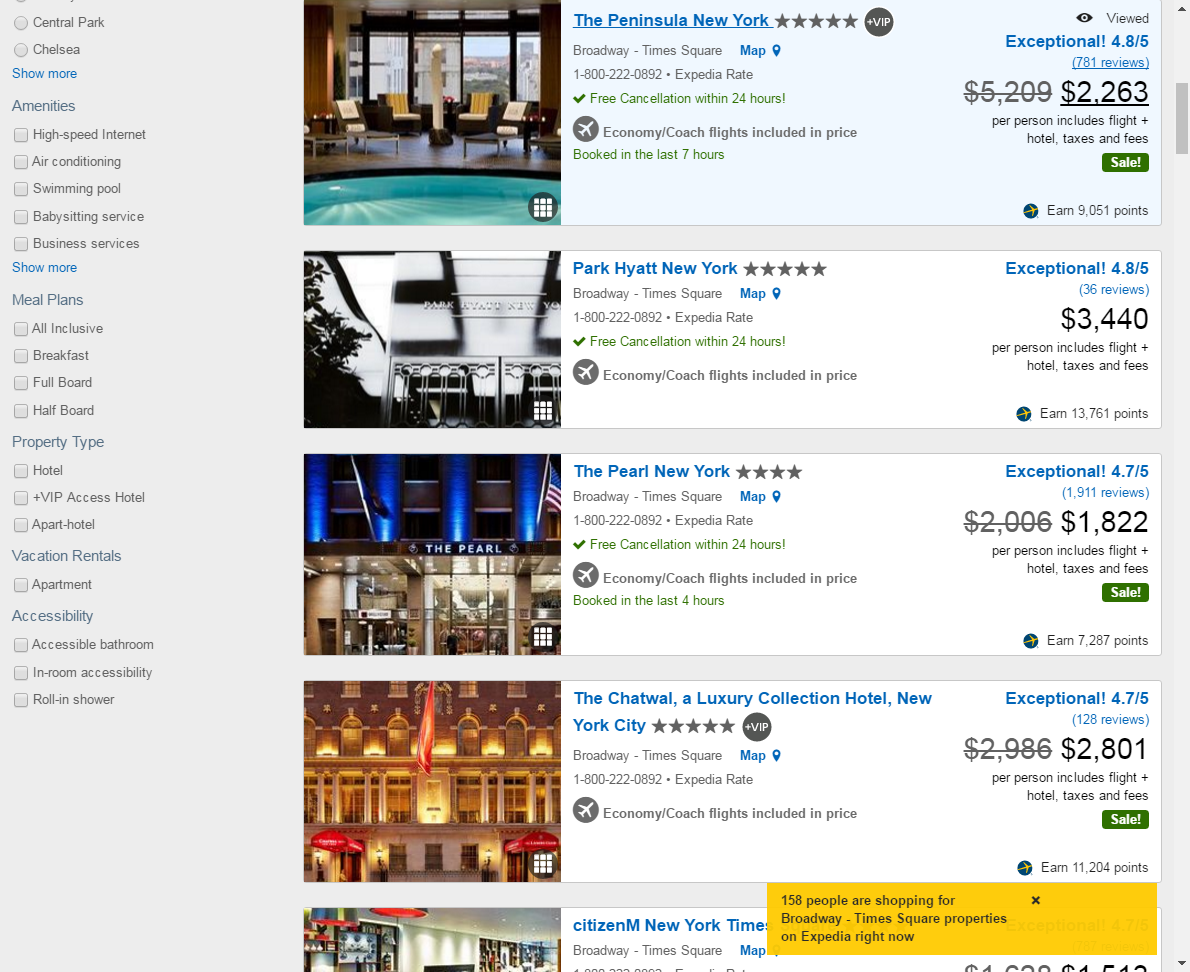 Central Park
Chelsea
Show more
Amenities
High-speed Internet
Air conditioning
Swimming pool
Babysitting service
Business services
Show more
Meal Plans
All Inclusive
Breakfast
Full Board
Half Board
Property Type
Hotel
+VIP Access Hotel
Apart-hotel
Vacation Rentals
Apartment
Accessibility
Accessible bathroom
In-room accessibility
Roll-in shower
The Peninsula New York +VIP
Broadway - Times Square Map
1-800-222-0892 • Expedia Rate
Free Cancellation within 24 hours!
Economy/Coach flights included in price
Booked in the last 7 hours
Viewed
Exceptional! 4.8/5
(781 reviews)
$5,209 $2,263
per person includes flight +
hotel, taxes and fees
Sale!
Earn 9,051 points
PARK HYATT NEW YO
Park Hyatt New York
Broadway - Times Square Map
1-800-222-0892 • Expedia Rate
Free Cancellation within 24 hours!
Economy/Coach flights included in price
Exceptional! 4.8/5
(36 reviews)
$3,440
per person includes flight +
hotel, taxes and fees
Earn 13,761 points
THE PEARL
The Pearl New York
Broadway - Times Square Map
1-800-222-0892 • Expedia Rate
Free Cancellation within 24 hours!
Economy/Coach flights included in price
Booked in the last 4 hours
Exceptional! 4.7/5
(1,911 reviews)
$2,006 $1,822
per person includes flight +
hotel, taxes and fees
Sale!
Earn 7,287 points
The Chatwal, a Luxury Collection Hotel, New
York City +VIP
Broadway - Times Square Map
1-800-222-0892 • Expedia Rate
Economy/Coach flights included in price
Exceptional! 4.7/5
(128 reviews)
$2,986 $2,801
per person includes flight +
hotel, taxes and fees
Sale!
Earn 11,204 points
citizenM New York Times Square
Broadway - Times Square Map
1-800-222-0892 • Expedia Rate
Exceptional! 4.7/5
(767 reviews)
$1,628 $1,513
158 people are shopping for
Broadway - Times Square properties
on Expedia right now